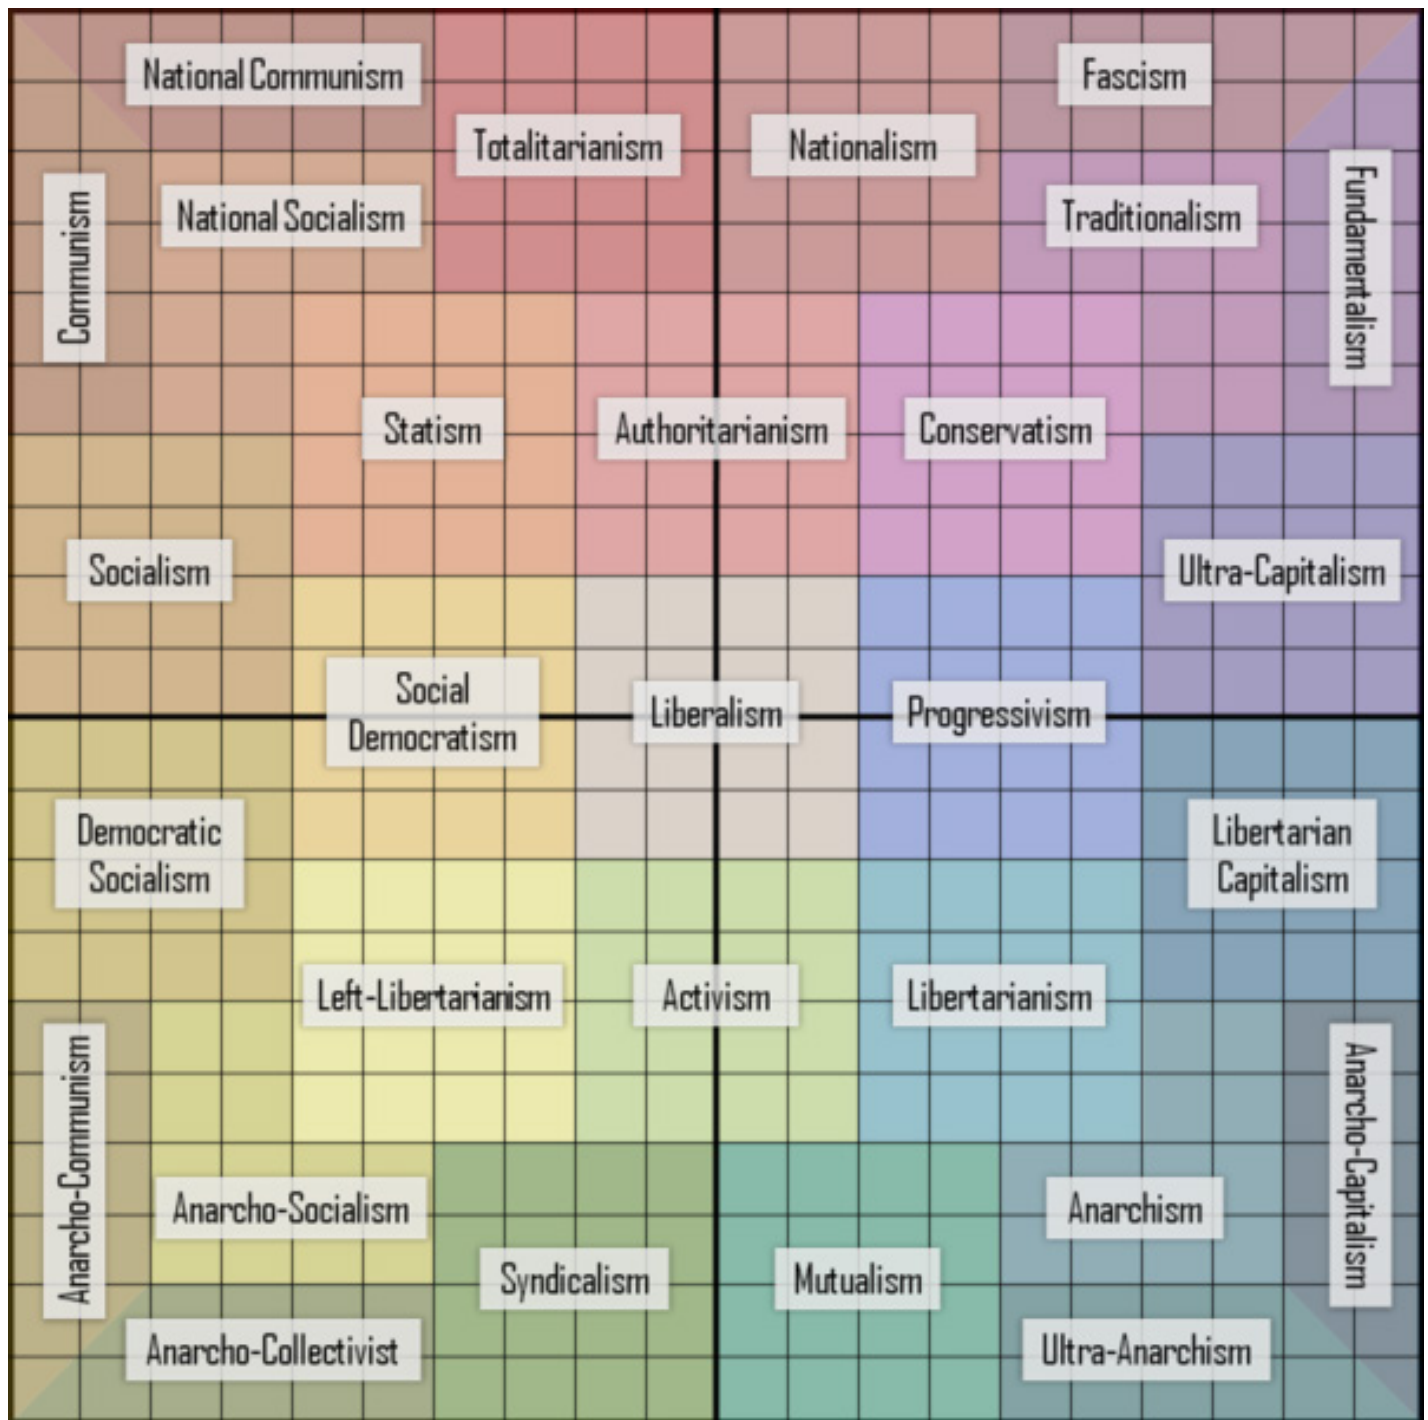 National Communism
Fascism
Totalitarianism
Nationalism
Communism
National Socialism
Traditionalism
Fundamentalism
Statism
Authoritarianism
Conservatism
Socialism
Ultra-Capitalism
Social
Democratism
Liberalism
Progressivism
Democratic
Socialism
Libertarian
Capitalism
Left-Libertarianism
Activism
Libertarianism
Anarcho-Communism
Anarcho-Capitalism
Anarcho-Socialism
Anarchism
Syndicalism
Mutualism
Anarcho-Collectivist
Ultra-Anarchism